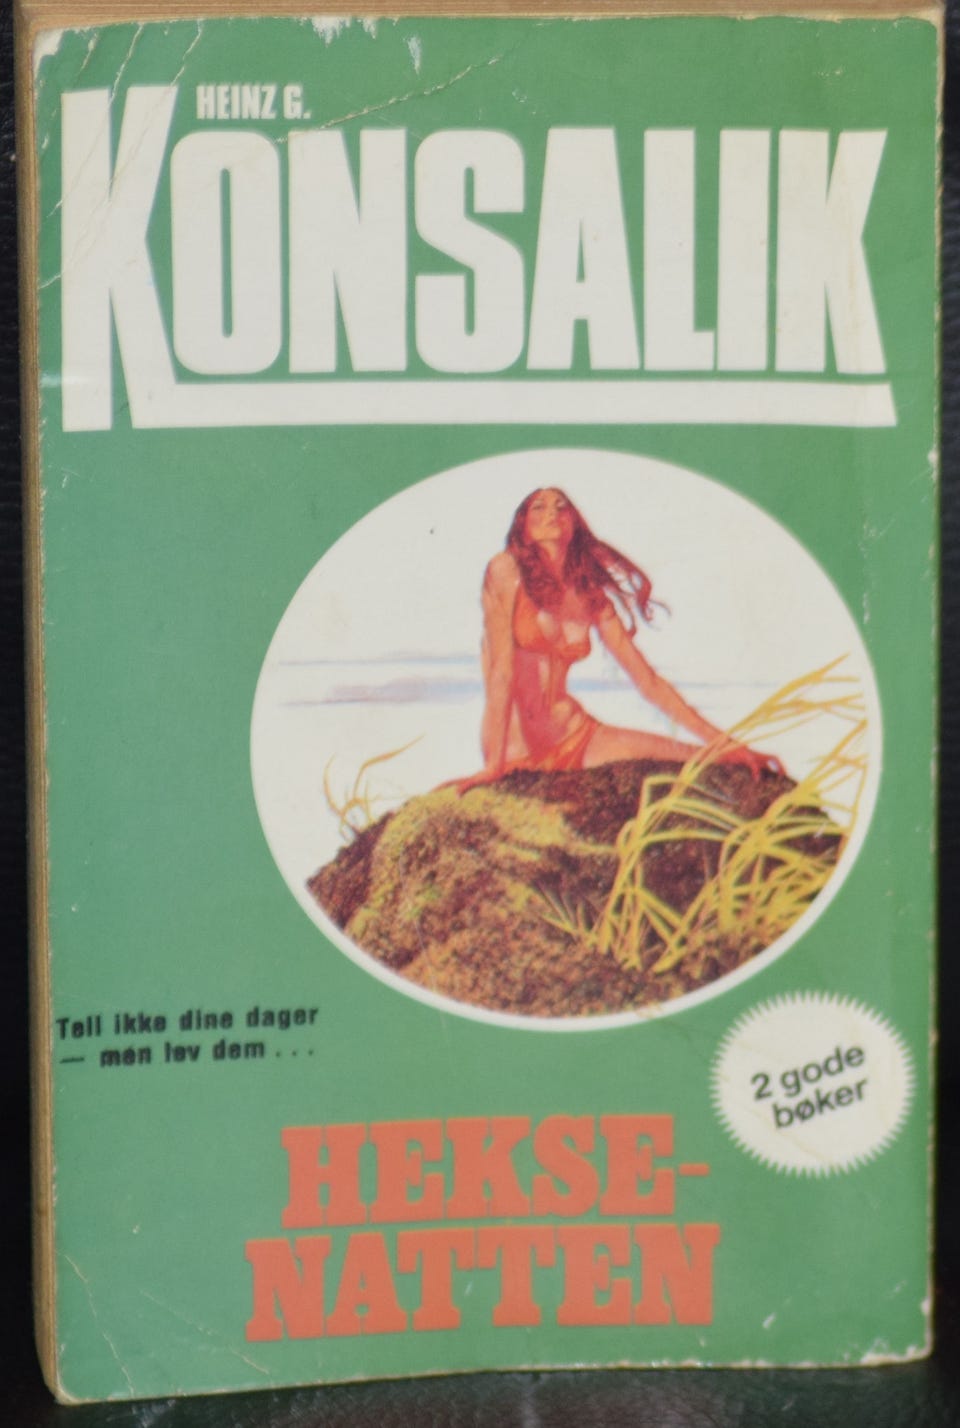 HEINZ G.
KONSALIK
Tell ikke dine dager
— men lev dem . . .
2 gode
bøker
HEKSE-
NATTEN